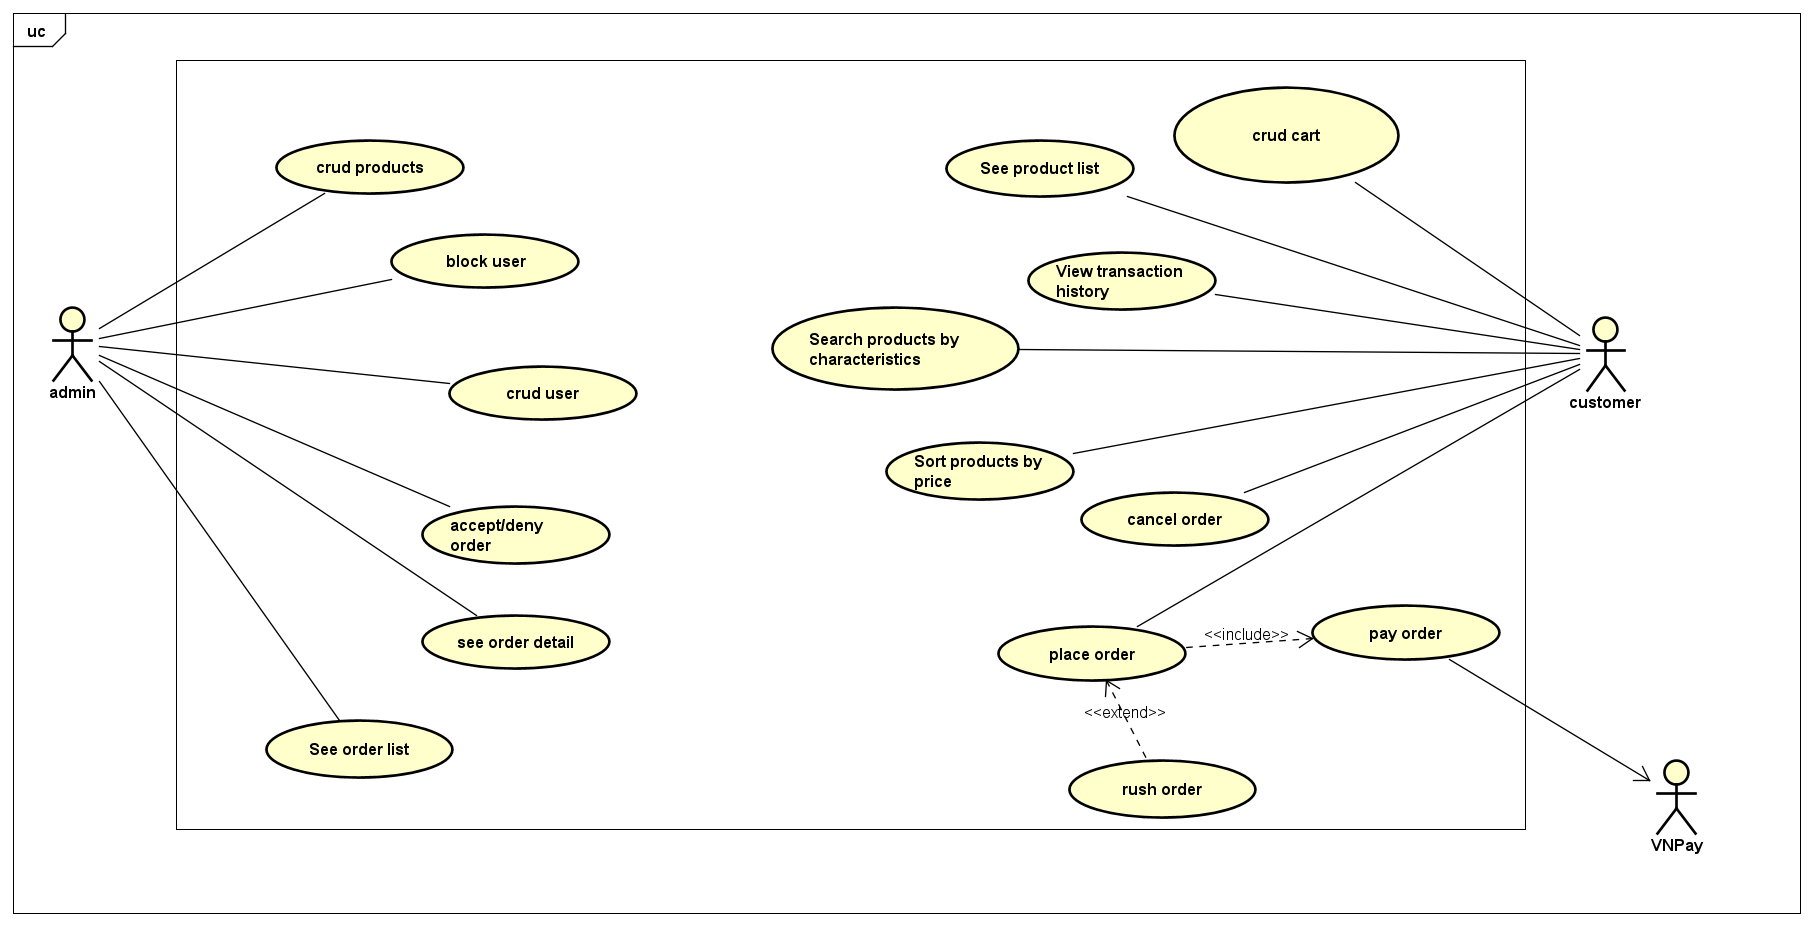 uc
crud products
block user
crud user
accept/deny
order
see order detail
See order list
admin
crud cart
See product list
View transaction
history
Search products by
characteristics
Sort products by
price
cancel order
place order
<<include>>
pay order
<<extend>>
rush order
customer
VNPay